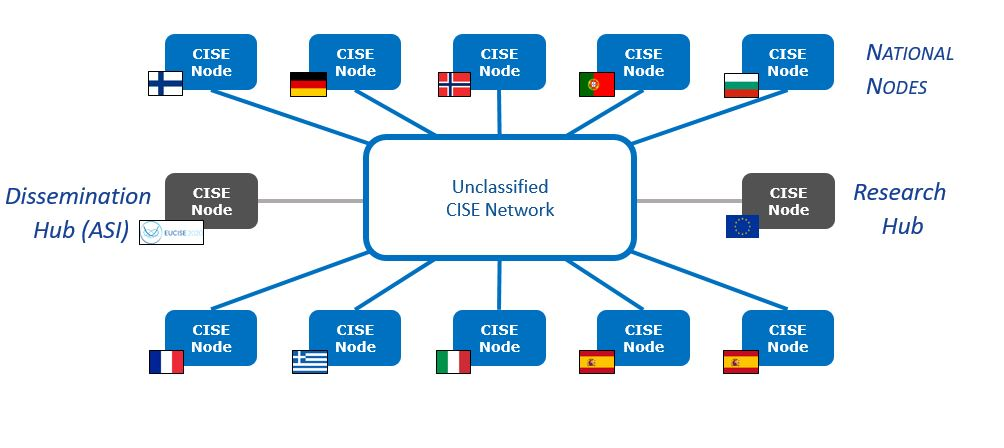 CISE
Node
CISE
Node
CISE
Node
CISE
Node
CISE
Node
NATIONAL
NODES
Dissemination
Hub (ASI)
CISE
Node
EUCISE2020
Unclassified
CISE Network
CISE
Node
Research
Hub
CISE
Node
CISE
Node
CISE
Node
CISE
Node
CISE
Node